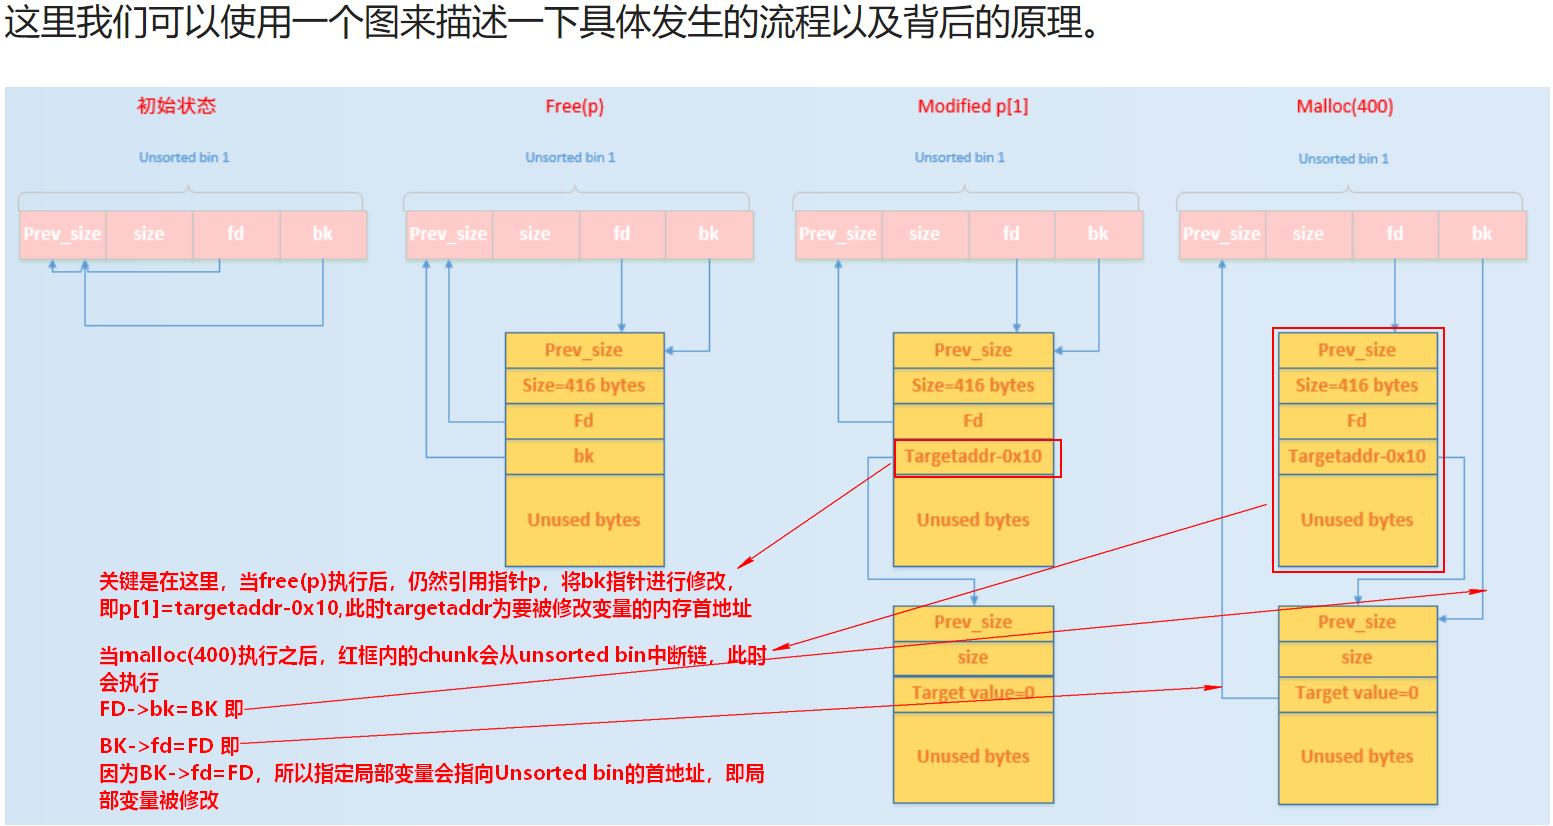 这里我们可以使用一个图来描述一下具体发生的流程以及背后的原理。
初始状态
Free(p)
Modified p[1]
Malloc(400)
Unsorted bin 1
Unsorted bin 1
Unsorted bin 1
Unsorted bin 1
Prev_size size fd bk
Prev_size size fd bk
Prev_size size fd bk
Prev_size size fd bk
Prev_size
Size=416 bytes
Fd
bk
Unused bytes
Prev_size
Size=416 bytes
Fd
Targetaddr-0x10
Unused bytes
Prev_size
Size=416 bytes
Fd
Targetaddr-0x10
Unused bytes
关键是在这里，当free(p)执行后，仍然引用指针p，将bk指针进行修改，
即p[1]=targetaddr-0x10,此时targetaddr为要被修改变量的内存首地址
当malloc(400)执行之后，红框内的chunk会从unsorted bin中断链，此时
会执行
FD->bk=BK 即
BK->fd=FD 即
因为BK->fd=FD，所以指定局部变量会指向Unsorted bin的首地址，即局
部变量被修改
Prev_size
size
Target value=0
Unused bytes
Prev_size
size
Target value=0
Unused bytes